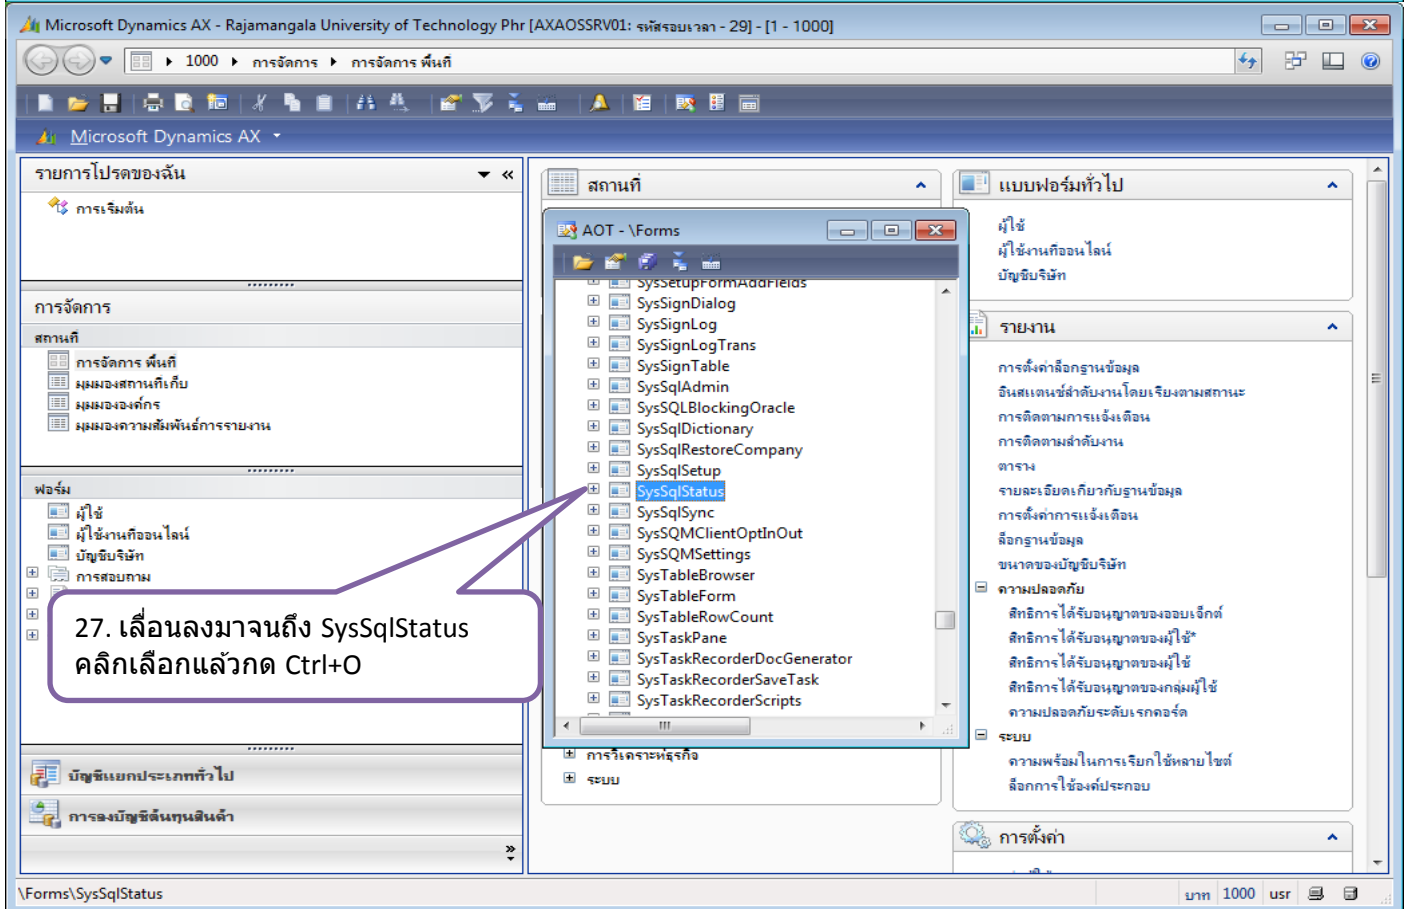 Microsoft Dynamics AX - Rajamangala University of Technology Phr [AXAOSSRV01: รหัสรอบเวลา - 29] - [1 - 1000]
1000 การจัดการ การจัดการ พื้นที่
Microsoft Dynamics AX
รายการโปรดของฉัน
การเริ่มต้น
การจัดการ
สถานที่
การจัดการ พื้นที่
มุมมองสถานที่เก็บ
มุมมององค์กร
มุมมองความสัมพันธ์การรายงาน
ฟอร์ม
ผู้ใช้
ผู้ใช้งานที่ออนไลน์
บัญชีบริษัท
การสอบถาม
27. เลื่อนลงมาจนถึง SysSqlStatus
คลิกเลือกแล้วกด Ctrl+O
บัญชีแยกประเภททั่วไป
การลงบัญชีต้นทุนสินค้า
สถานที่
AOT - \Forms
SysSetupFormAddFields
SysSignDialog
SysSignLog
SysSignLogTrans
SysSignTable
SysSqlAdmin
SysSQLBlockingOracle
SysSqlDictionary
SysSqlRestoreCompany
SysSqlSetup
SysSqlStatus
SysSqlSync
SysSQMClientOptInOut
SysSQMSettings
SysTableBrowser
SysTableForm
SysTableRowCount
SysTaskPane
SysTaskRecorderDocGenerator
SysTaskRecorderSaveTask
SysTaskRecorderScripts
การวิเคราะห์ธุรกิจ
ระบบ
แบบฟอร์มทั่วไป
ผู้ใช้
ผู้ใช้งานที่ออนไลน์
บัญชีบริษัท
รายงาน
การตั้งค่าล็อกฐานข้อมูล
อินสแตนซ์ลำดับงานโดยเรียงตามสถานะ
การติดตามการแจ้งเตือน
การติดตามลำดับงาน
ตาราง
รายละเอียดเกี่ยวกับฐานข้อมูล
การตั้งค่าการแจ้งเตือน
ล็อกฐานข้อมูล
ขนาดของบัญชีบริษัท
ความปลอดภัย
สิทธิการได้รับอนุญาตของออบเจ็กต์
สิทธิการได้รับอนุญาตของผู้ใช้*
สิทธิการได้รับอนุญาตของผู้ใช้
สิทธิการได้รับอนุญาตของกลุ่มผู้ใช้
ความปลอดภัยระดับเรกคอร์ด
ระบบ
ความพร้อมในการเรียกใช้หลายไซต์
ล็อกการใช้องค์ประกอบ
การตั้งค่า
\Forms\SysSqlStatus
บาท 1000 usr